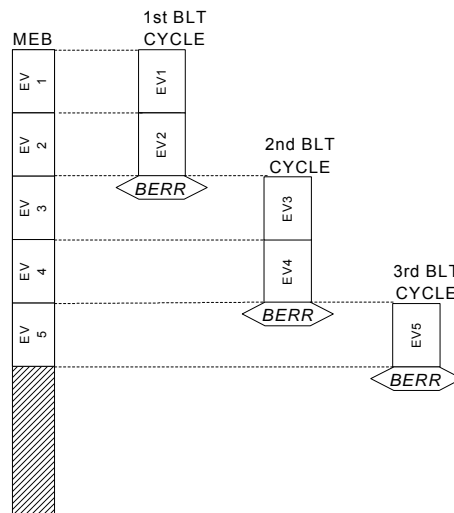 1st BLT
CYCLE
MEB
EV 1
EV1
EV 2
EV2
2nd BLT
CYCLE
BERR
EV 3
EV3
EV 4
EV4
3rd BLT
CYCLE
BERR
EV 5
EV5
BERR